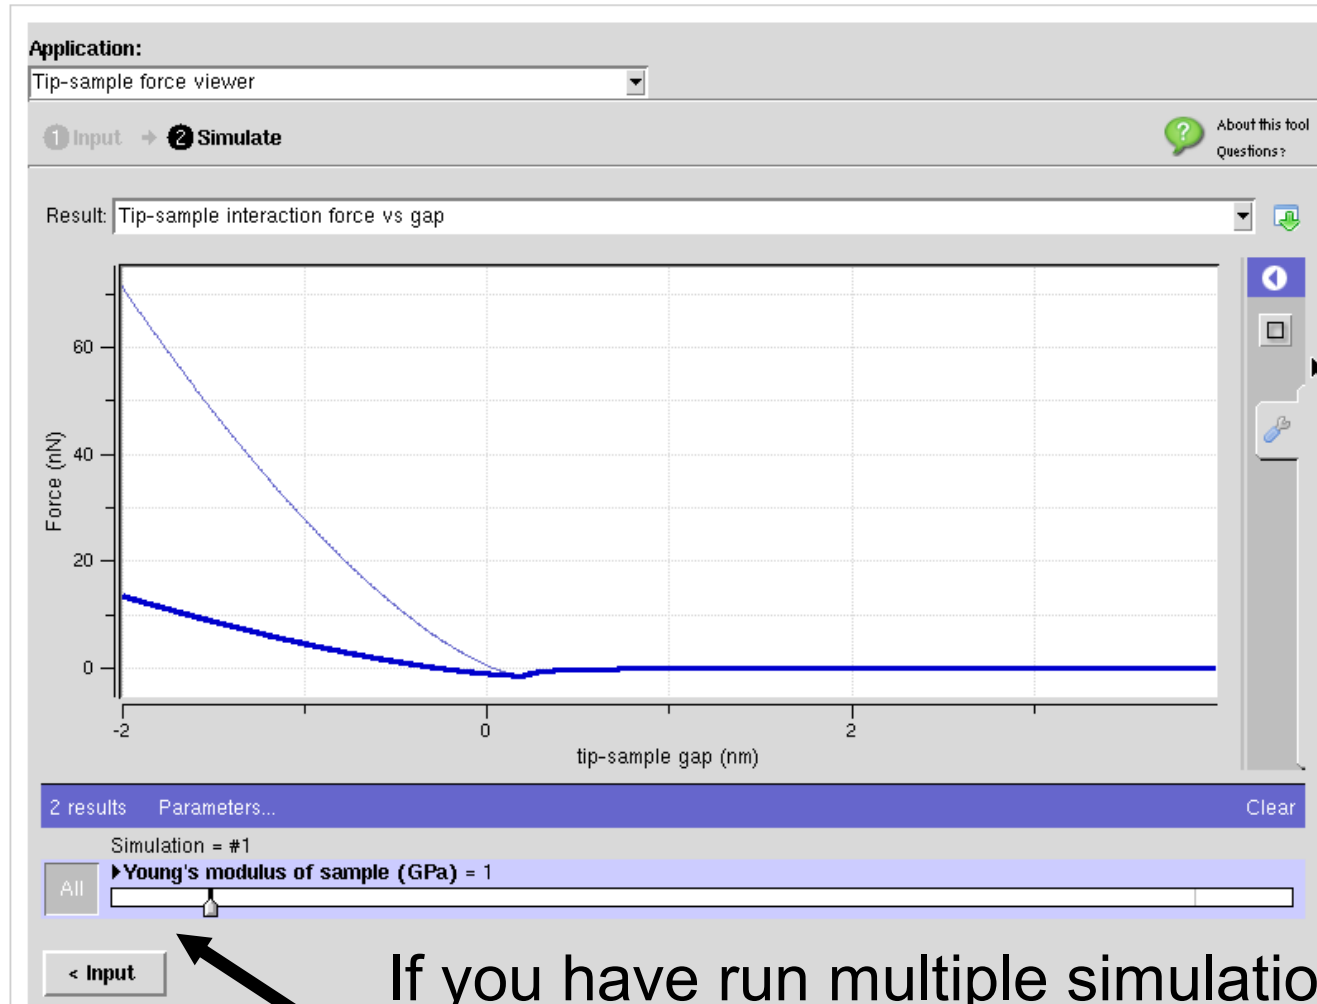 Application:
Tip-sample force viewer
1 Input → 2 Simulate
About this tool
Questions?
Result: Tip-sample interaction force vs gap
60
40
20
0
Force (nN)
-2 0 2
tip-sample gap (nm)
2 results Parameters... Clear
Simulation = #1
All
Young's modulus of sample (GPa) = 1
< Input
If you have run multiple simulatio